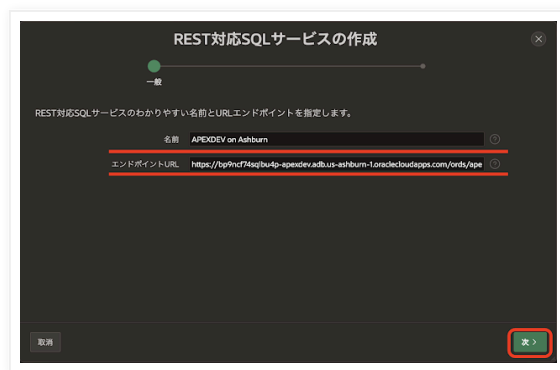 REST対応SQLサービスの作成
一般
REST対応SQLサービスのわかりやすい名前とURLエンドポイントを指定します。
名前 APEXDEV on Ashburn
エンドポイントURL https://bp9ncf74sqlbu4p-apexdev.adb.us-ashburn-1.oraclecloudapps.com/ords/ape
取消 次 >